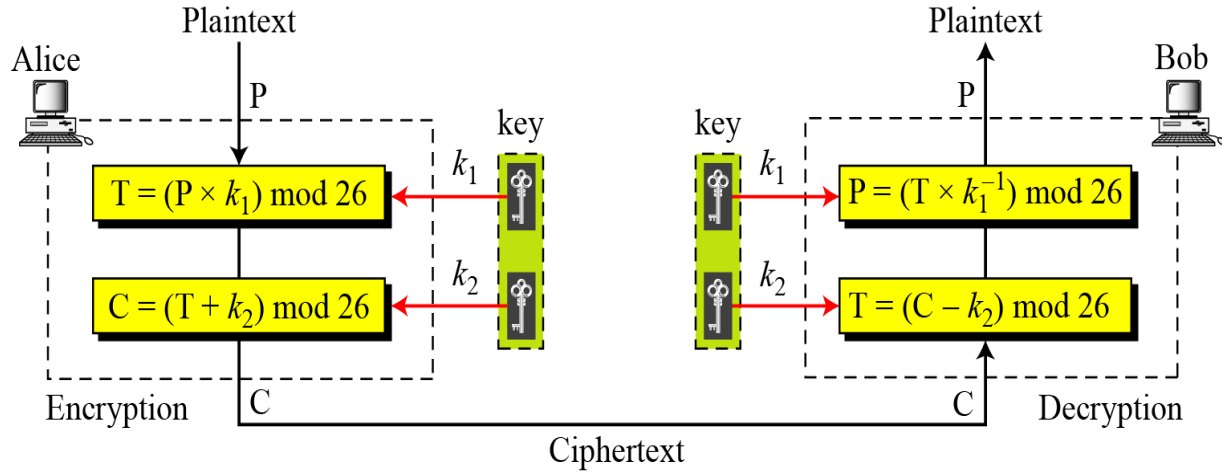 Plaintext
Plaintext
Alice
Bob
P
P
key
key
T = (P × k₁) mod 26
k₁
k₁
P = (T × k₁⁻¹) mod 26
C = (T + k₂) mod 26
k₂
k₂
T = (C – k₂) mod 26
Encryption
C
C
Decryption
Ciphertext